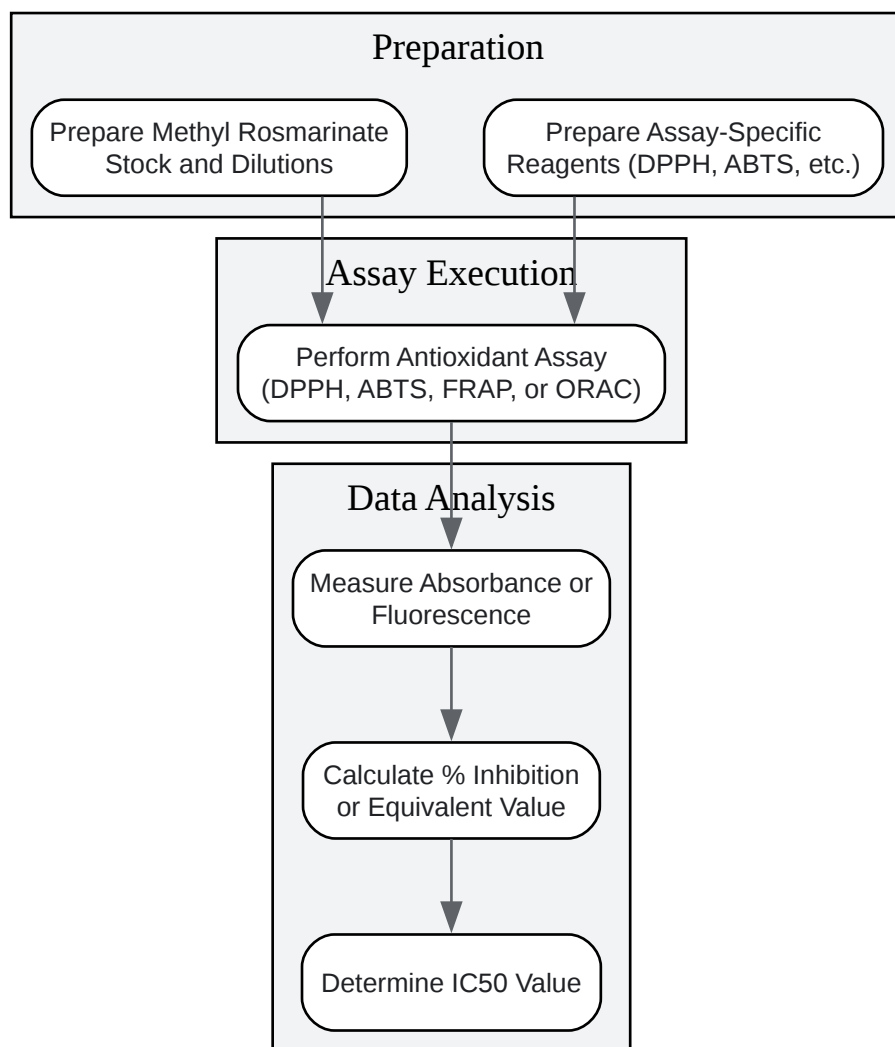 Preparation
Prepare Methyl Rosmarinate
Stock and Dilutions
Prepare Assay-Specific
Reagents (DPPH, ABTS, etc.)
Assay Execution
Perform Antioxidant Assay
(DPPH, ABTS, FRAP, or ORAC)
Data Analysis
Measure Absorbance or
Fluorescence
Calculate % Inhibition
or Equivalent Value
Determine IC50 Value